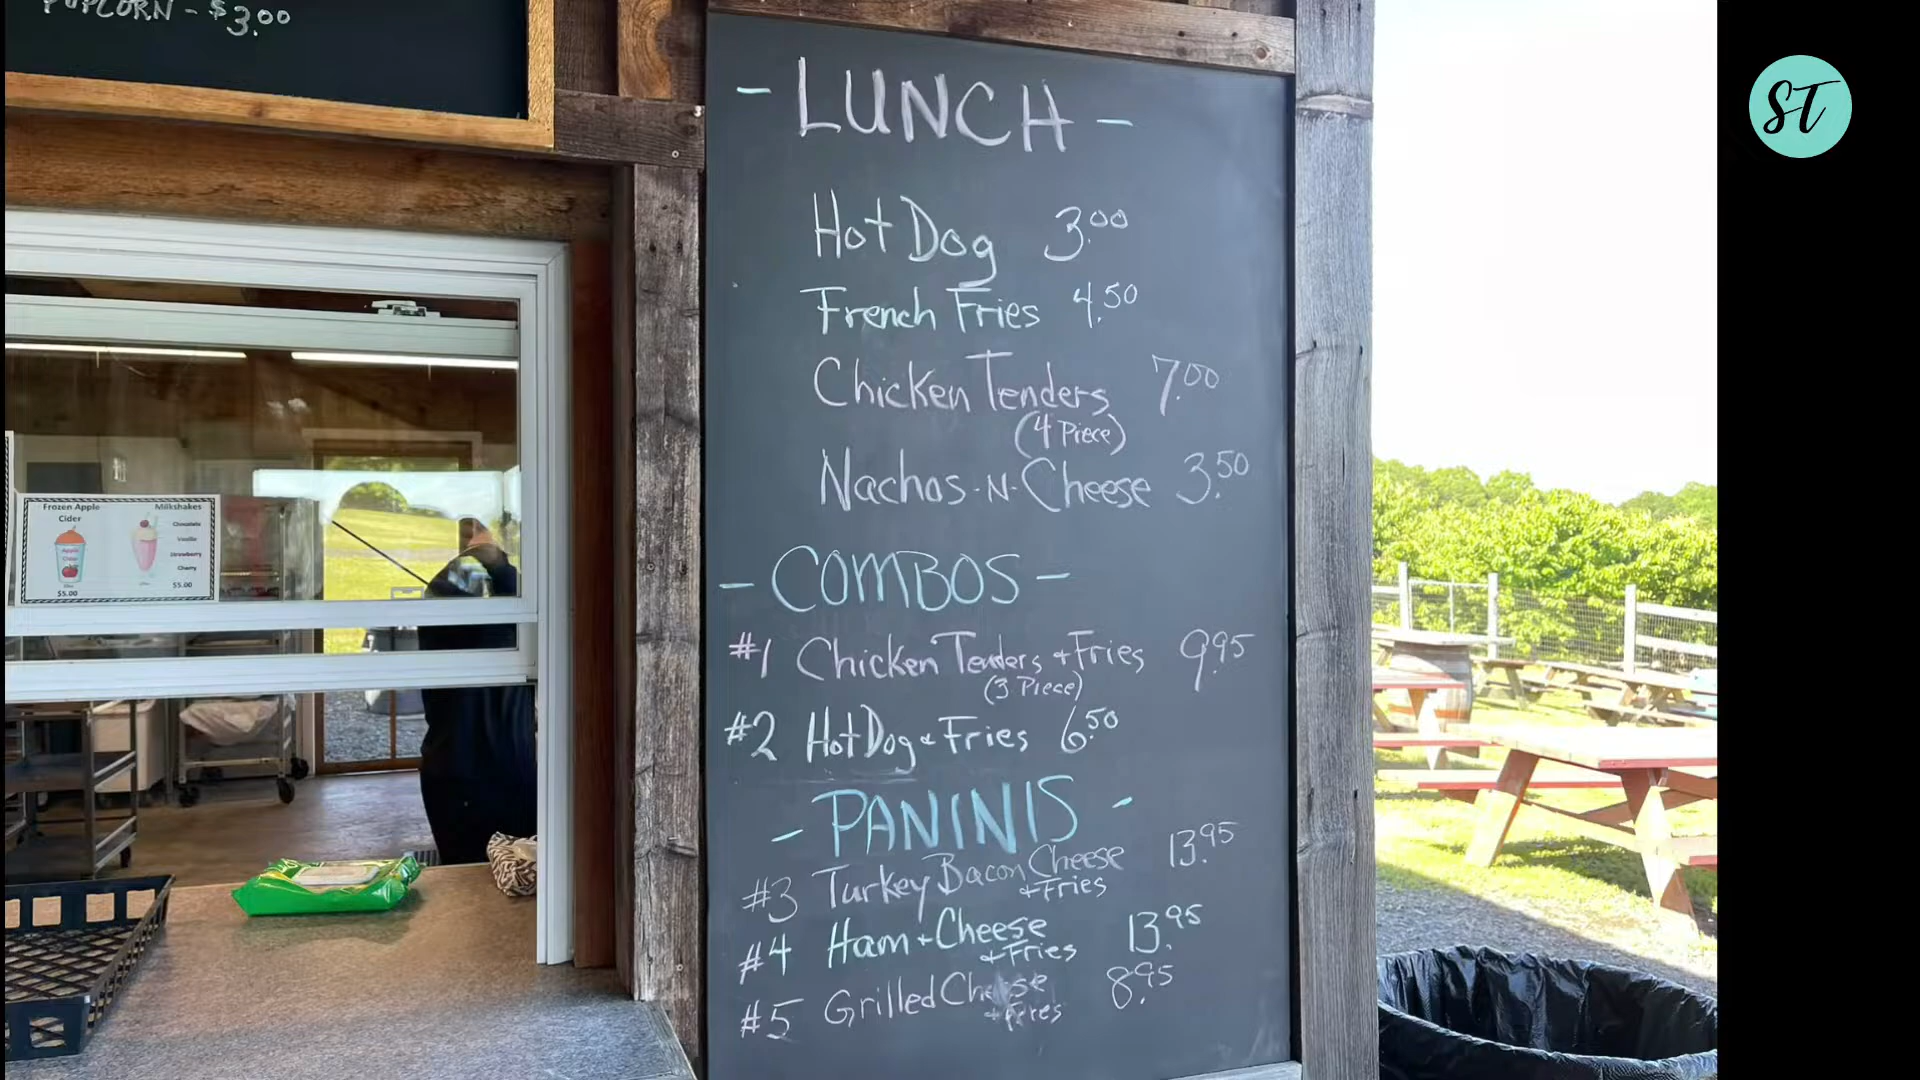 POPCORN - $3.00
- LUNCH -
Hot Dog 3.00
French Fries 4.50
Chicken Tenders 7.00
(4 Piece)
Nachos-N-Cheese 3.50
- COMBOS -
#1 Chicken Tenders + Fries 9.95
(3 Piece)
#2 Hot Dog + Fries 6.50
- PANINIS -
#3 Turkey Bacon Cheese 13.95
+ Fries
#4 Ham + Cheese 13.95
+ Fries
#5 Grilled Cheese 8.95
+ Fries
Frozen Apple
Cider
Apple
Cider
$5.00
Milkshakes
Chocolate
Vanilla
Strawberry
Cherry
$5.00
ST